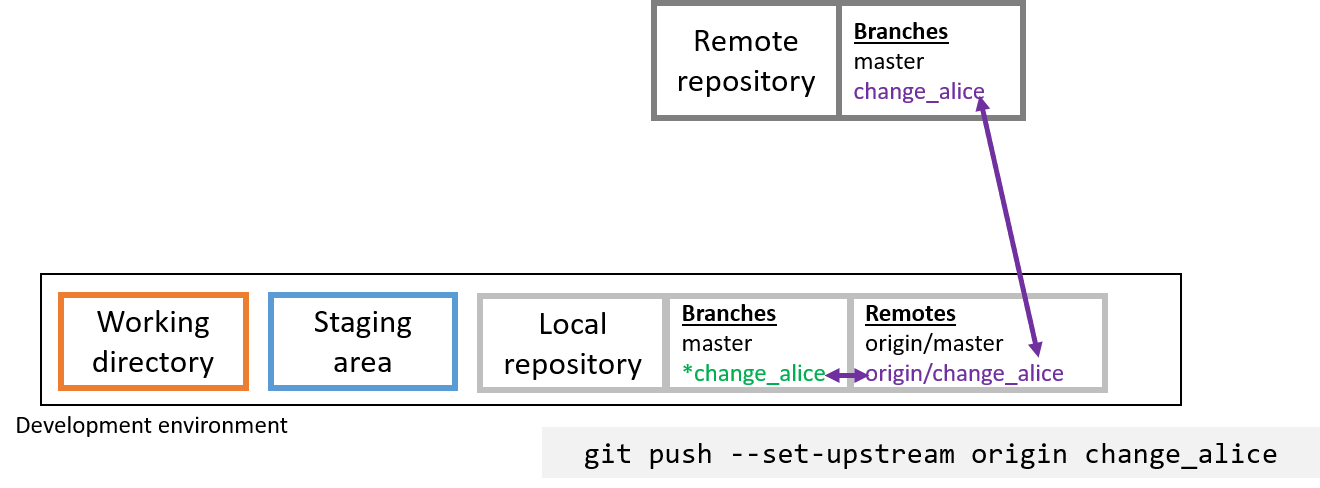 Remote
repository
Branches
master
change_alice
Working
directory
Staging
area
Local
repository
Branches
master
*change_alice
Remotes
origin/master
origin/change_alice
Development environment
git push --set-upstream origin change_alice